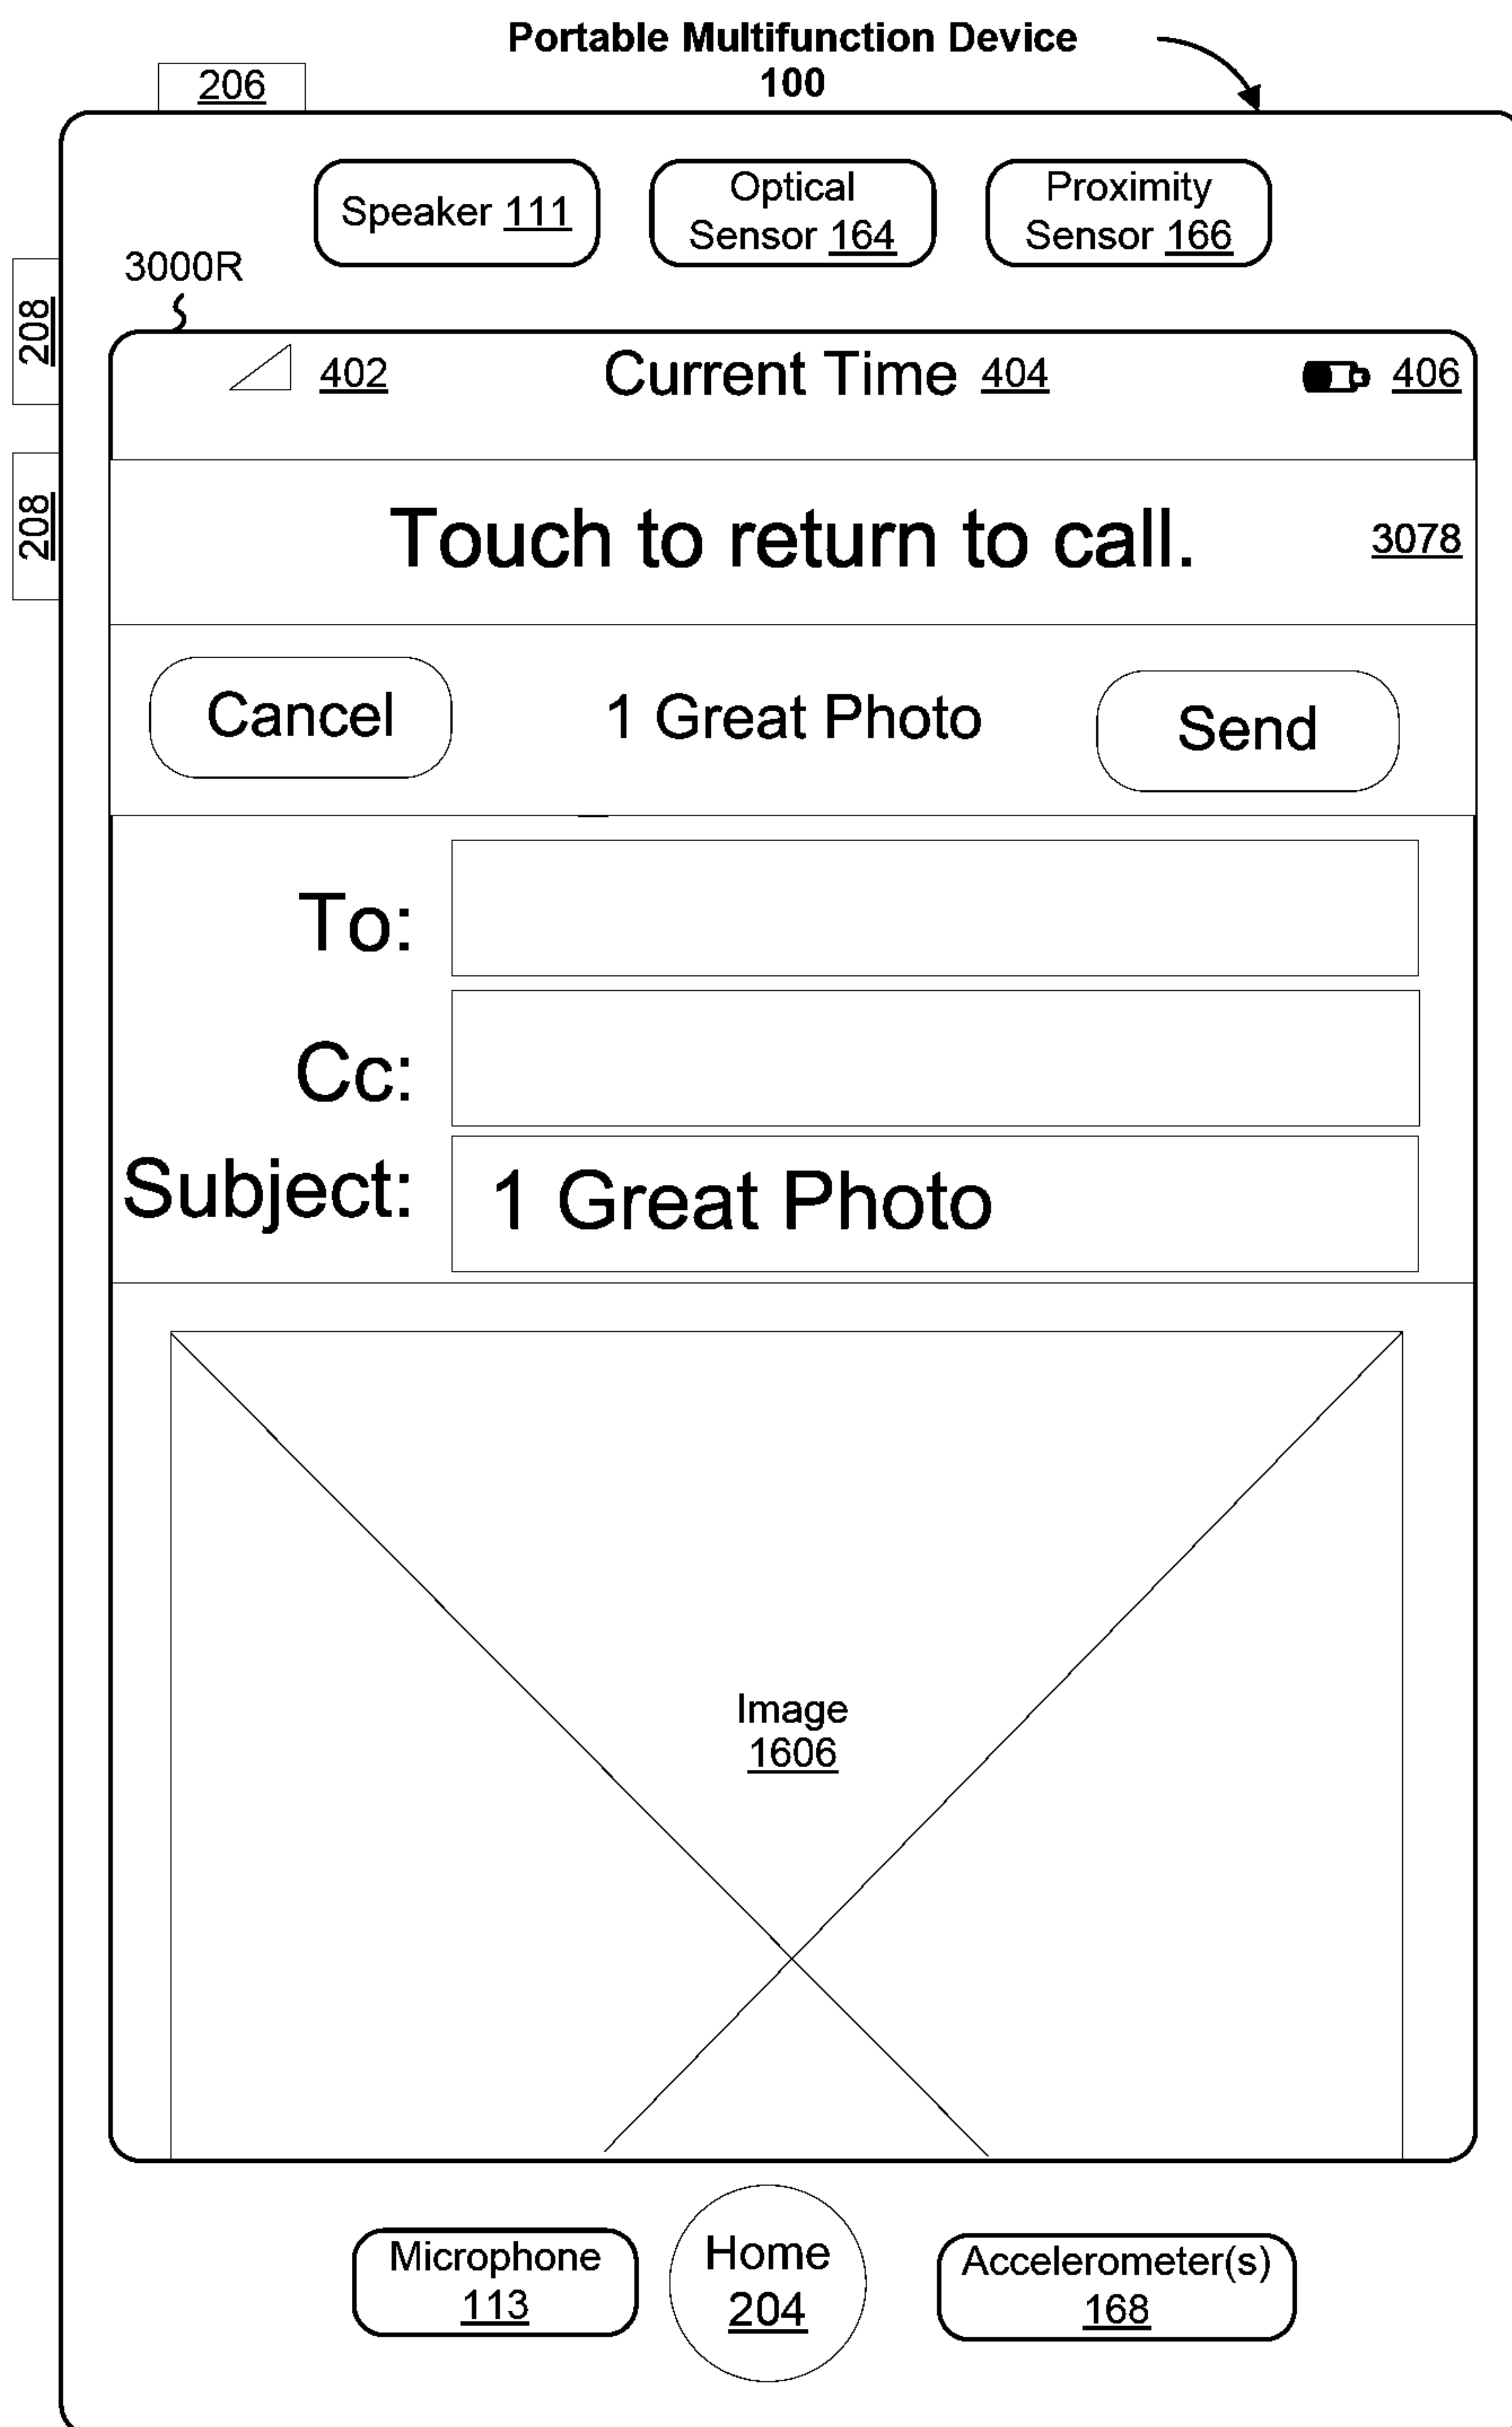 Portable Multifunction Device
100
206
Speaker 111
Optical
Sensor 164
Proximity
Sensor 166
3000R
208
208
402
Current Time 404
406
Touch to return to call.
3078
Cancel
1 Great Photo
Send
To:
Cc:
Subject:
1 Great Photo
Image
1606
Microphone
113
Home
204
Accelerometer(s)
168